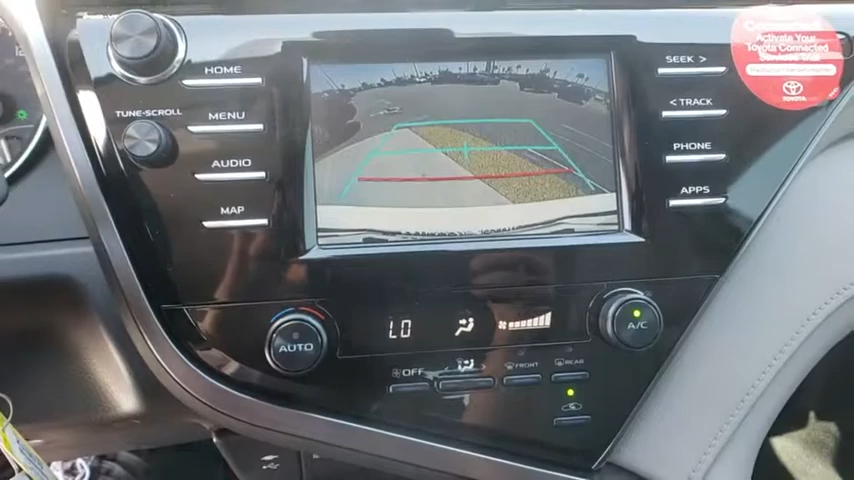 HOME
TUNE•SCROLL
MENU
AUDIO
MAP
SEEK >
< TRACK
PHONE
APPS
Activate Your
Toyota Connected
TOYOTA
AUTO
LO
A/C
OFF
FRONT
REAR